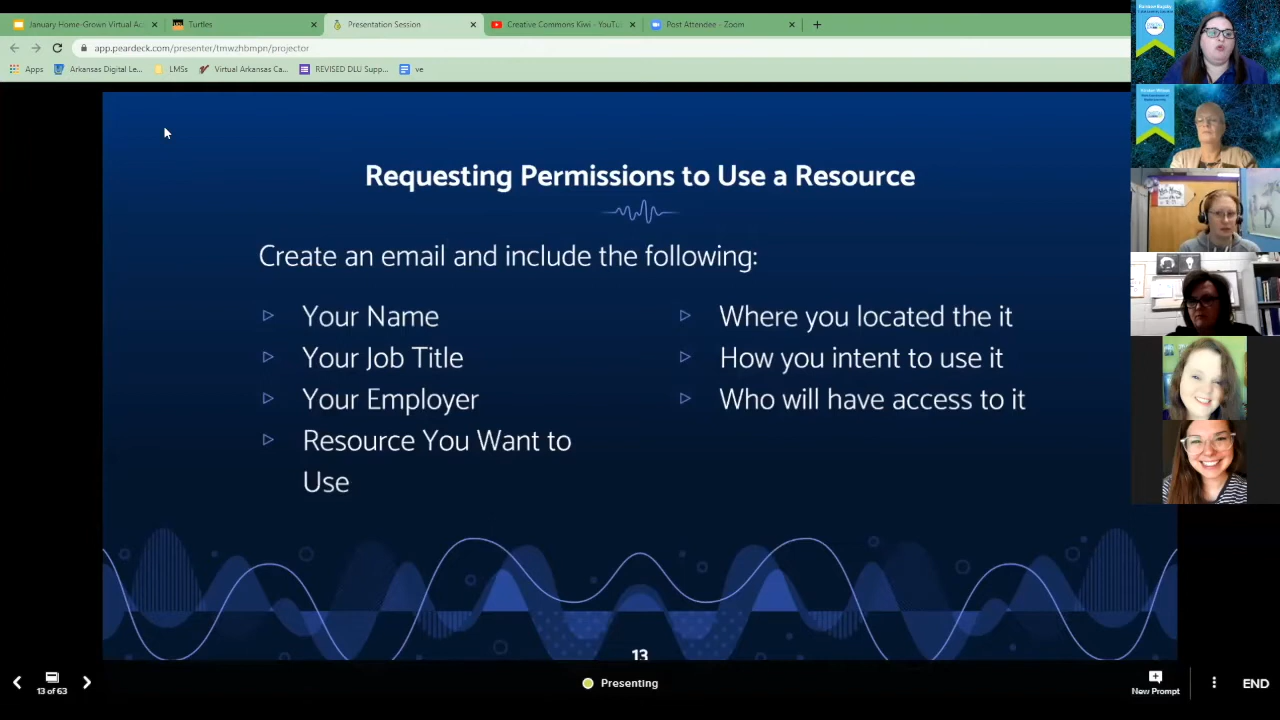 January Home-Grown Virtual Ac
Turtles
Presentation Session
Creative Commons Kiwi - YouTu
Post Attendee - Zoom
app.peardeck.com/presenter/tmwzhbmpn/projector
Apps
Arkansas Digital Le...
LMSs
Virtual Arkansas Ca...
REVISED DLU Supp...
ve
Requesting Permissions to Use a Resource
Create an email and include the following:
Your Name
Your Job Title
Your Employer
Resource You Want to
Use
Where you located the it
How you intent to use it
Who will have access to it
13
13 of 63
Presenting
New Prompt
END